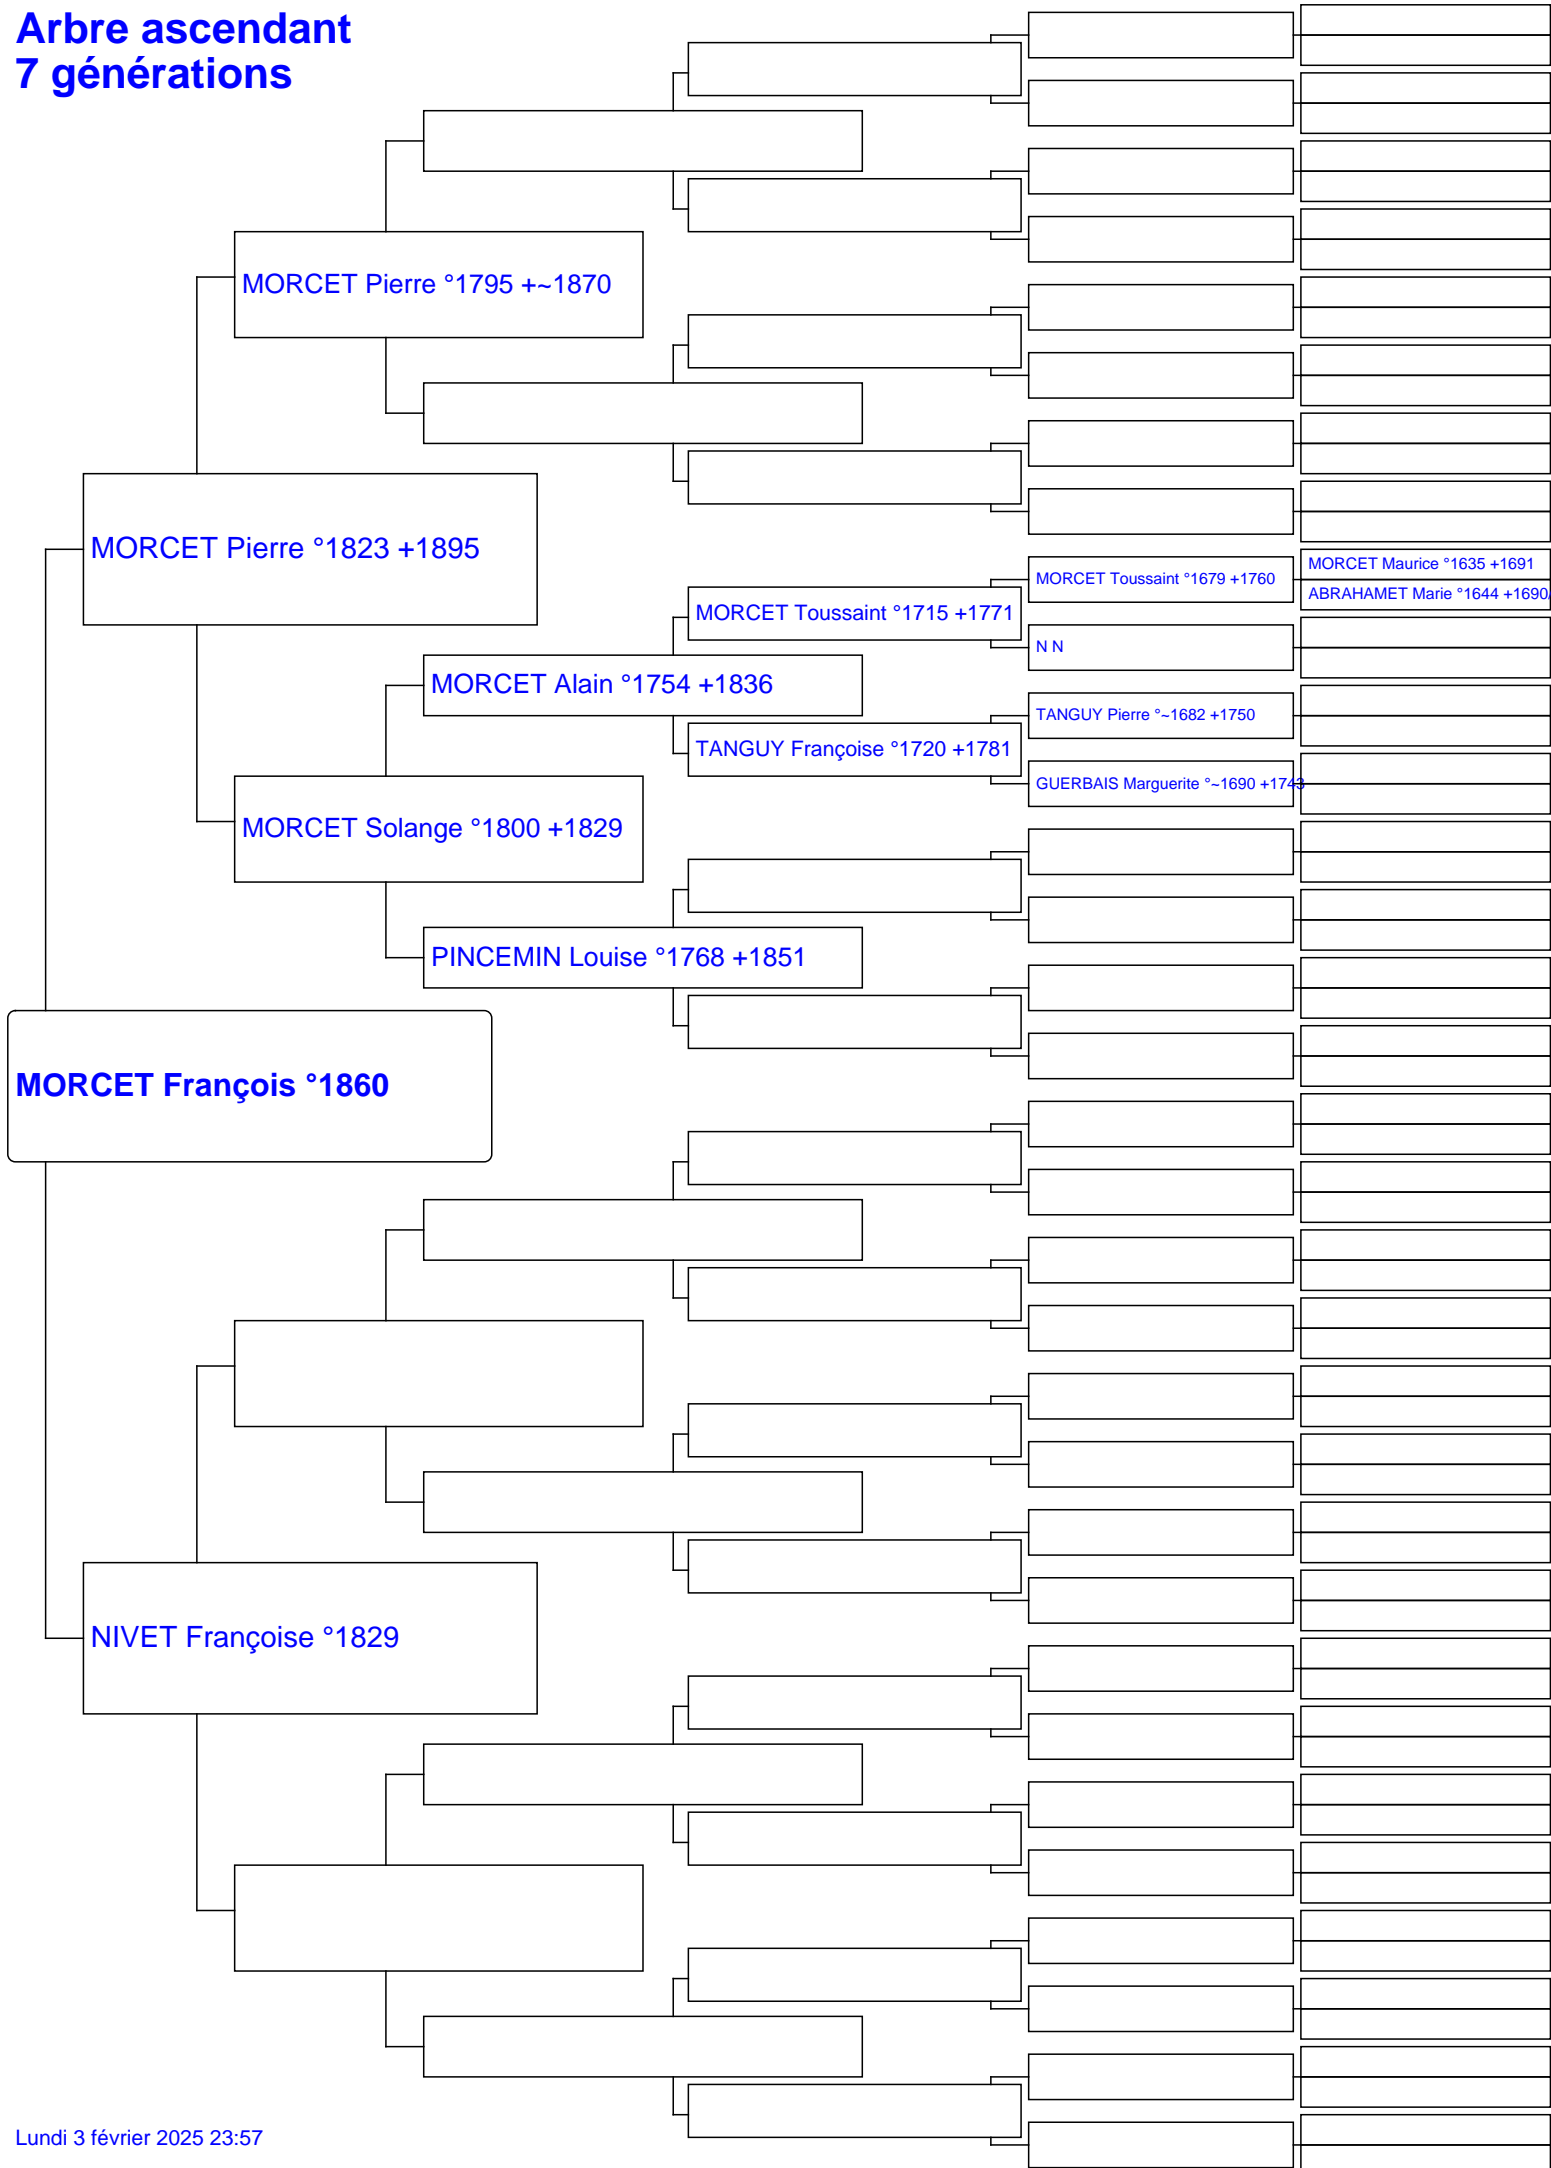 Arbre ascendant
7 générations
MORCET Pierre °1795 +~1870
MORCET Pierre °1823 +1895
MORCET Maurice °1635 +1691
MORCET Toussaint °1679 +1760
ABRAHAMET Marie °1644 +1690/
MORCET Toussaint °1715 +1771
N N
MORCET Alain °1754 +1836
TANGUY Pierre °~1682 +1750
TANGUY Françoise °1720 +1781
GUERBAIS Marguerite °~1690 +1743
MORCET Solange °1800 +1829
PINCEMIN Louise °1768 +1851
MORCET François °1860
NIVET Françoise °1829
Lundi 3 février 2025 23:57